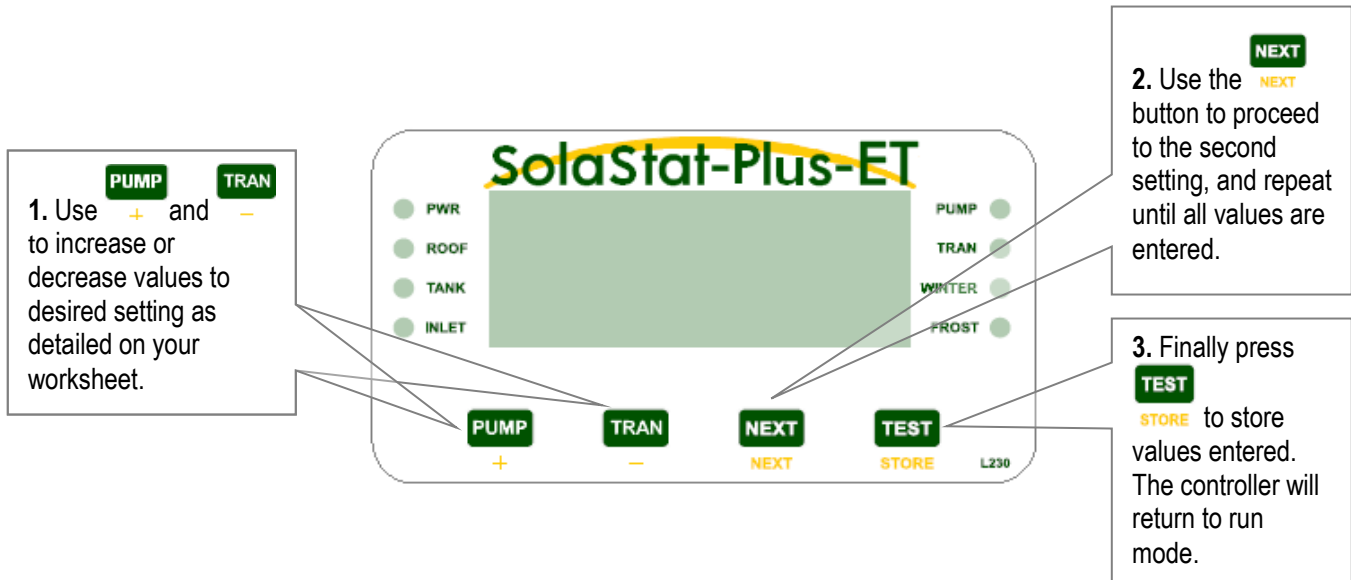 PUMP TRAN
1. Use + and −
to increase or
decrease values to
desired setting as
detailed on your
worksheet.
SolaStat-Plus-ET
PWR
ROOF
TANK
INLET
PUMP
TRAN
WINTER
FROST
PUMP TRAN NEXT TEST
+ − NEXT STORE L230
NEXT
2. Use the NEXT
button to proceed
to the second
setting, and repeat
until all values are
entered.
3. Finally press
TEST
STORE to store
values entered.
The controller will
return to run
mode.